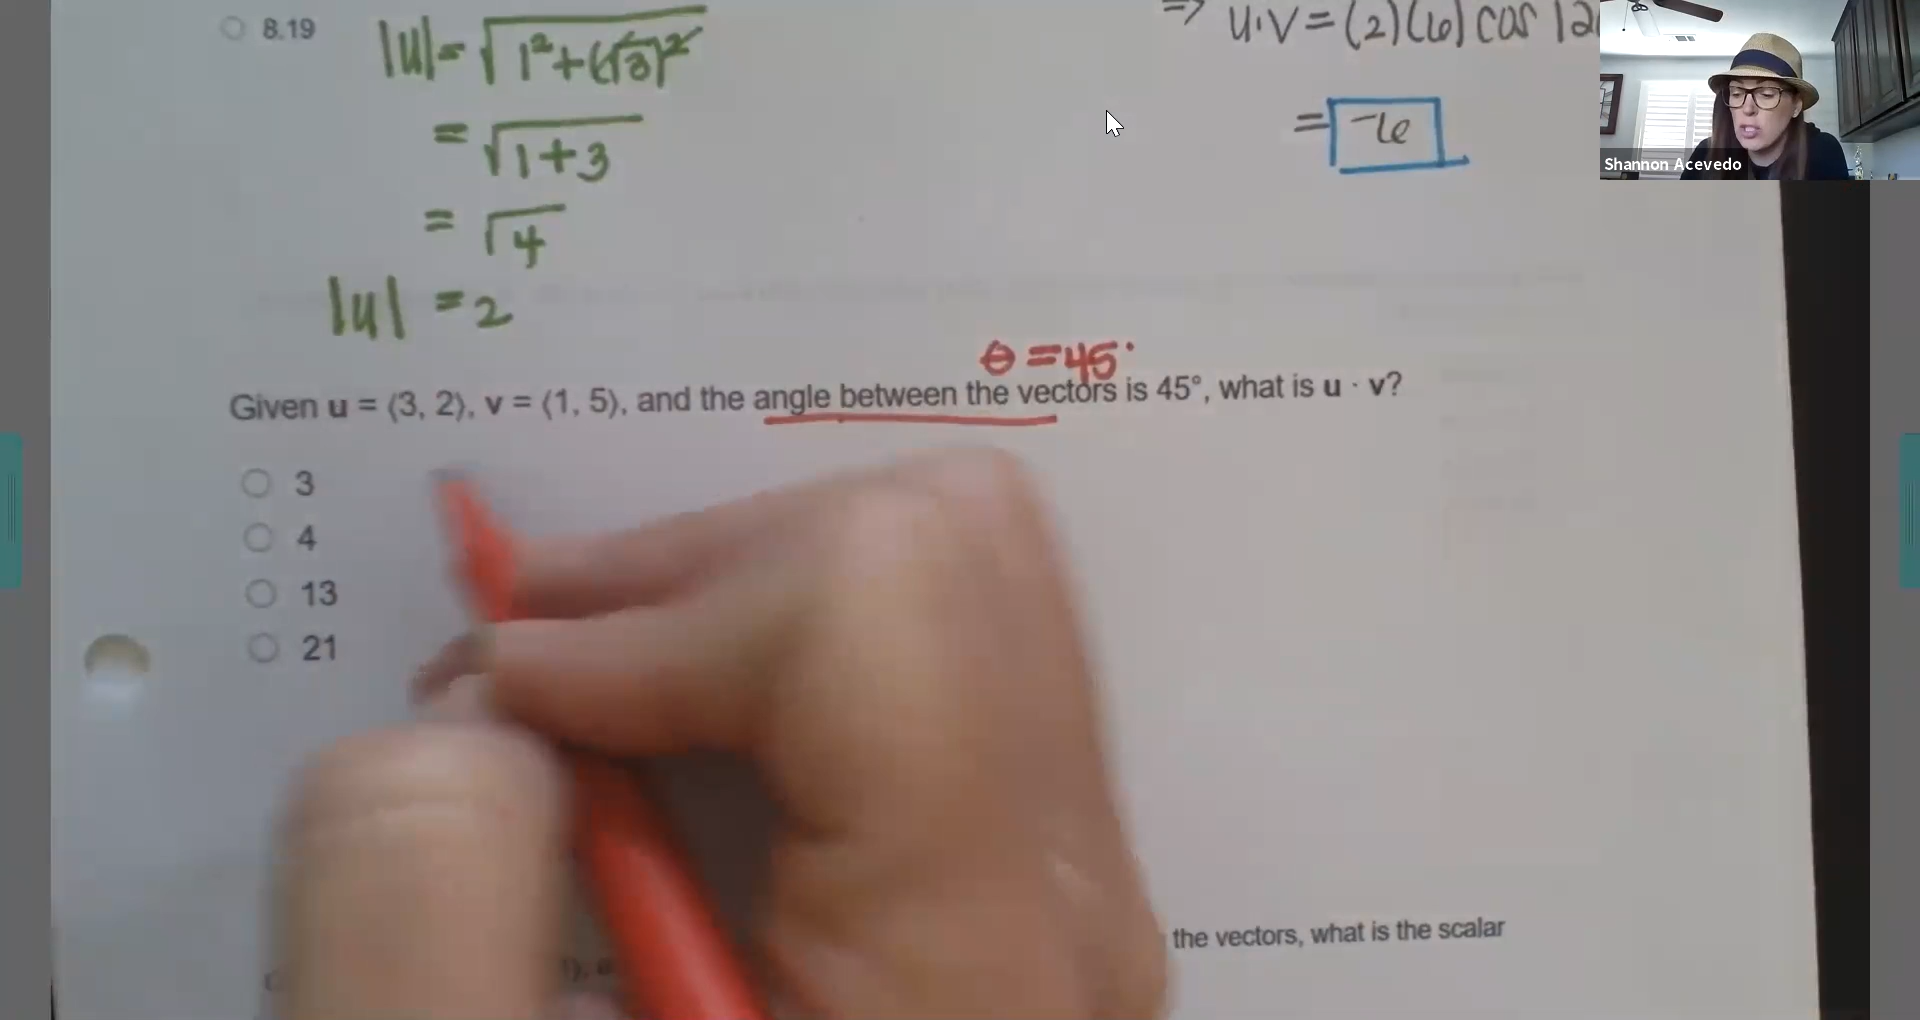 8.19
|u|= √1²+(√3)²
= √1+3
= √4
|u| = 2
=> u·v = (2)(6) cos 12
= -6
Shannon Acevedo
θ = 45°
Given u = ⟨3, 2⟩, v = ⟨1, 5⟩, and the angle between the vectors is 45°, what is u · v?
3
4
13
21
the vectors, what is the scalar